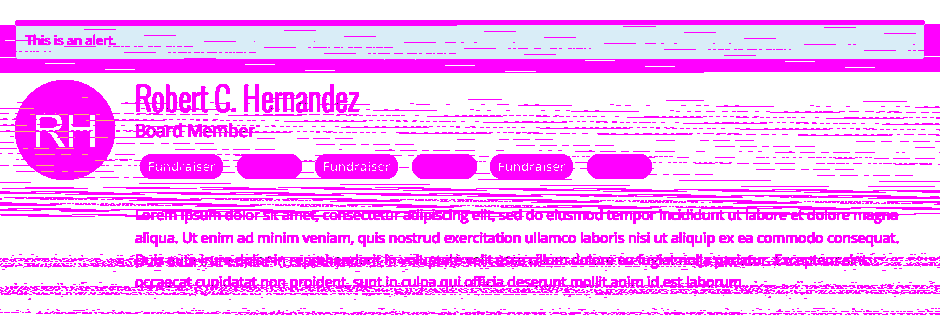 This is an alert.
RH
Robert C. Hernandez
Board Member
Fundraiser Fundraiser Fundraiser
Lorem ipsum dolor sit amet, consectetur adipiscing elit, sed do eiusmod tempor incididunt ut labore et dolore magna
aliqua. Ut enim ad minim veniam, quis nostrud exercitation ullamco laboris nisi ut aliquip ex ea commodo consequat.
Duis aute irure dolor in reprehenderit in voluptate velit esse cillum dolore eu fugiat nulla pariatur. Excepteur sint
occaecat cupidatat non proident, sunt in culpa qui officia deserunt mollit anim id est laborum.